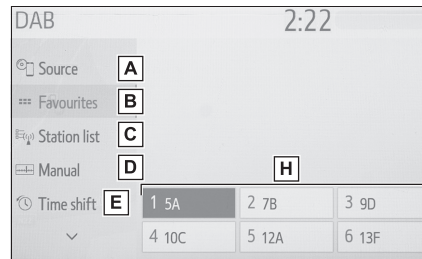 DAB 2:22
Source A
Favourites B
Station list C
Manual D H
Time shift E 1 5A 2 7B 3 9D
4 10C 5 12A 6 13F